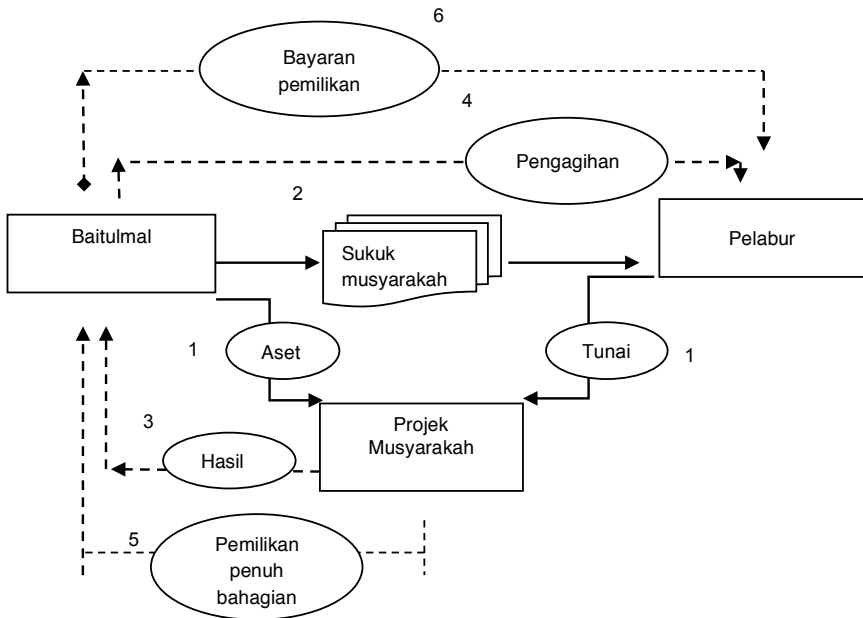 6
Bayaran
pemilikan
4
Pengagihan
2
Baitulmal
Sukuk
musyarakah
Pelabur
1
Aset
Tunai
1
Projek
Musyarakah
3
Hasil
5
Pemilikan
penuh
bahagian